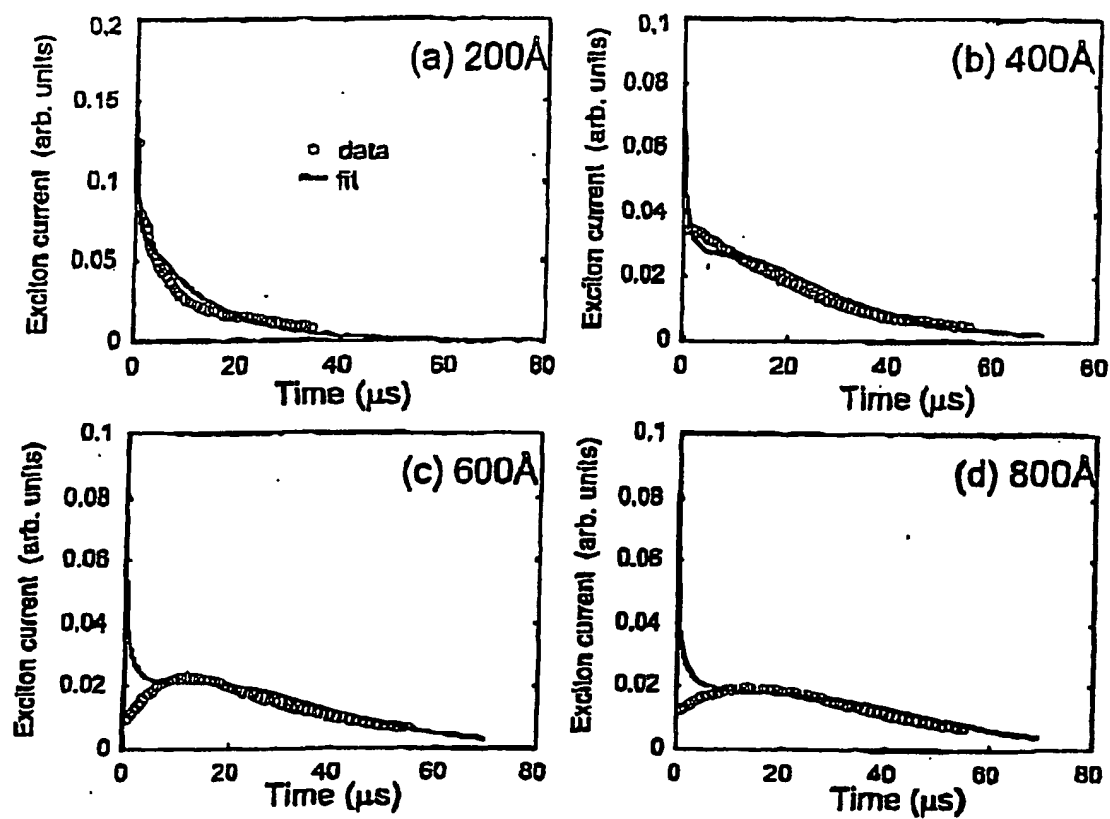 (a) 200Å
Exciton current (arb. units)
0.2
0.15
0.1
0.05
0
data
fit
0 20 40 60 80
Time (µs)
(b) 400Å
Exciton current (arb. units)
0.1
0.08
0.06
0.04
0.02
0
0 20 40 60 80
Time (µs)
(c) 600Å
Exciton current (arb. units)
0.1
0.08
0.06
0.04
0.02
0
0 20 40 60 80
Time (µs)
(d) 800Å
Exciton current (arb. units)
0.1
0.08
0.06
0.04
0.02
0
0 20 40 60 80
Time (µs)